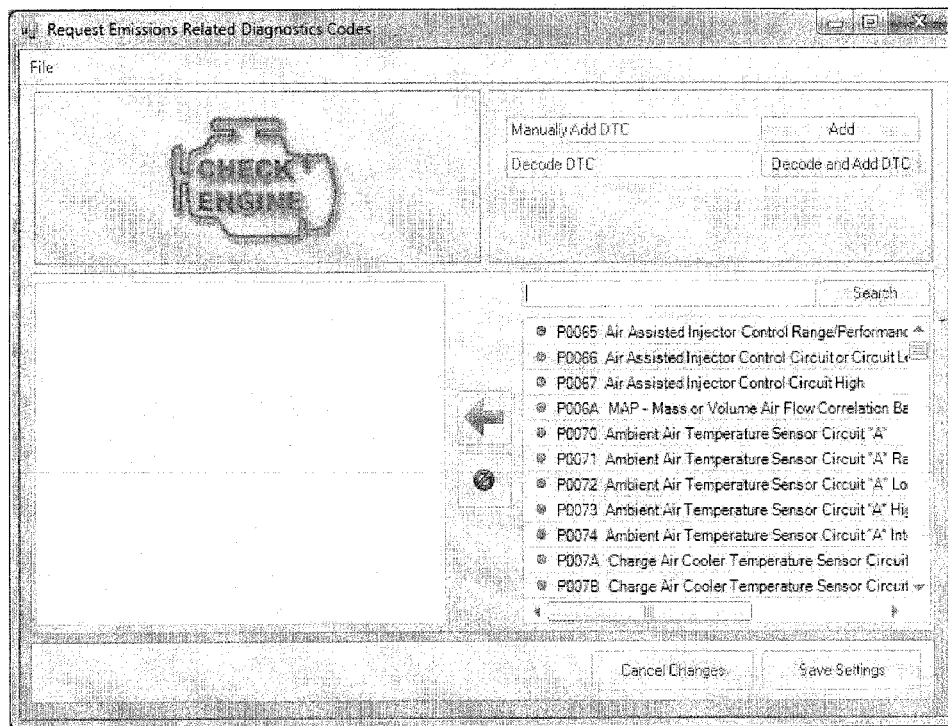 Request Emissions Related Diagnostics Codes
File
CHECK
ENGINE
Manually Add DTC
Add
Decode DTC
Decode and Add DTC
Search
P0065 Air Assisted Injector Control Range/Performanc
P0066 Air Assisted Injector Control Circuit or Circuit Lo
P0067 Air Assisted Injector Control Circuit High
P006A MAP - Mass or Volume Air Flow Correlation Ba
P0070 Ambient Air Temperature Sensor Circuit "A"
P0071 Ambient Air Temperature Sensor Circuit "A" Ra
P0072 Ambient Air Temperature Sensor Circuit "A" Lo
P0073 Ambient Air Temperature Sensor Circuit "A" Hig
P0074 Ambient Air Temperature Sensor Circuit "A" Int
P007A Charge Air Cooler Temperature Sensor Circuit
P007B Charge Air Cooler Temperature Sensor Circuit
Cancel Changes
Save Settings